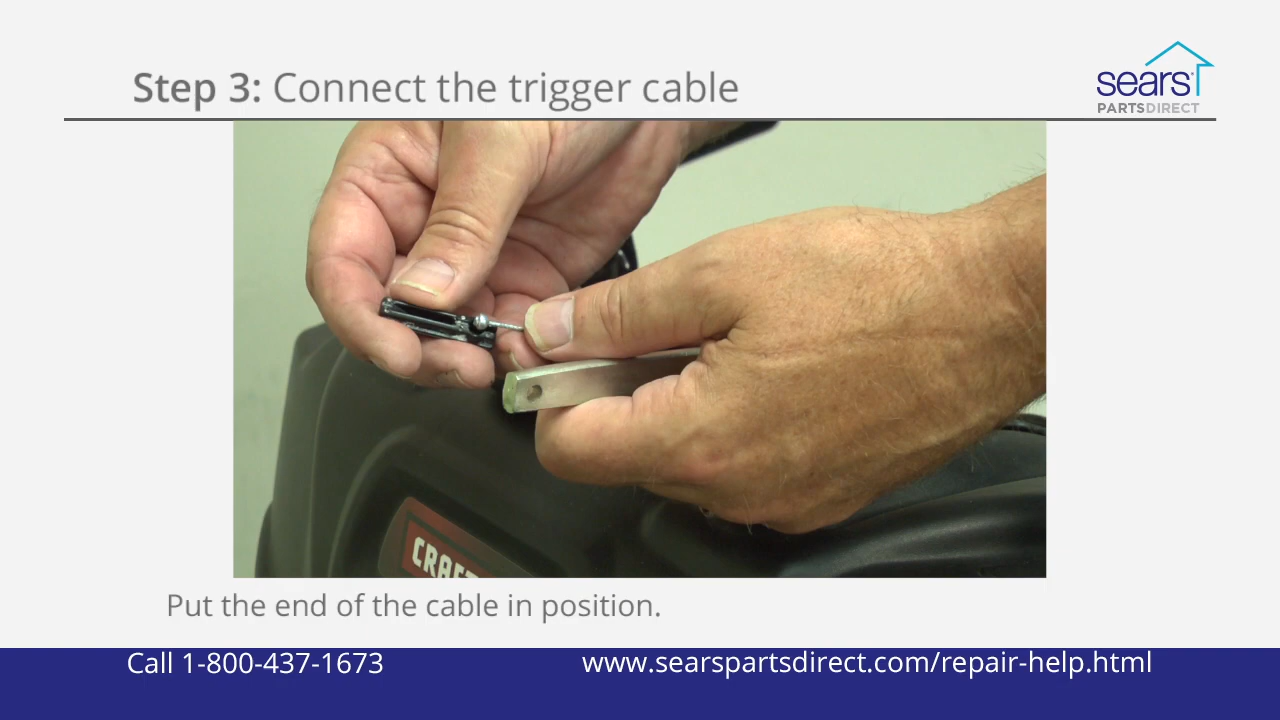 Step 3: Connect the trigger cable
sears
PARTSDIRECT
Put the end of the cable in position.
Call 1-800-437-1673
www.searspartsdirect.com/repair-help.html